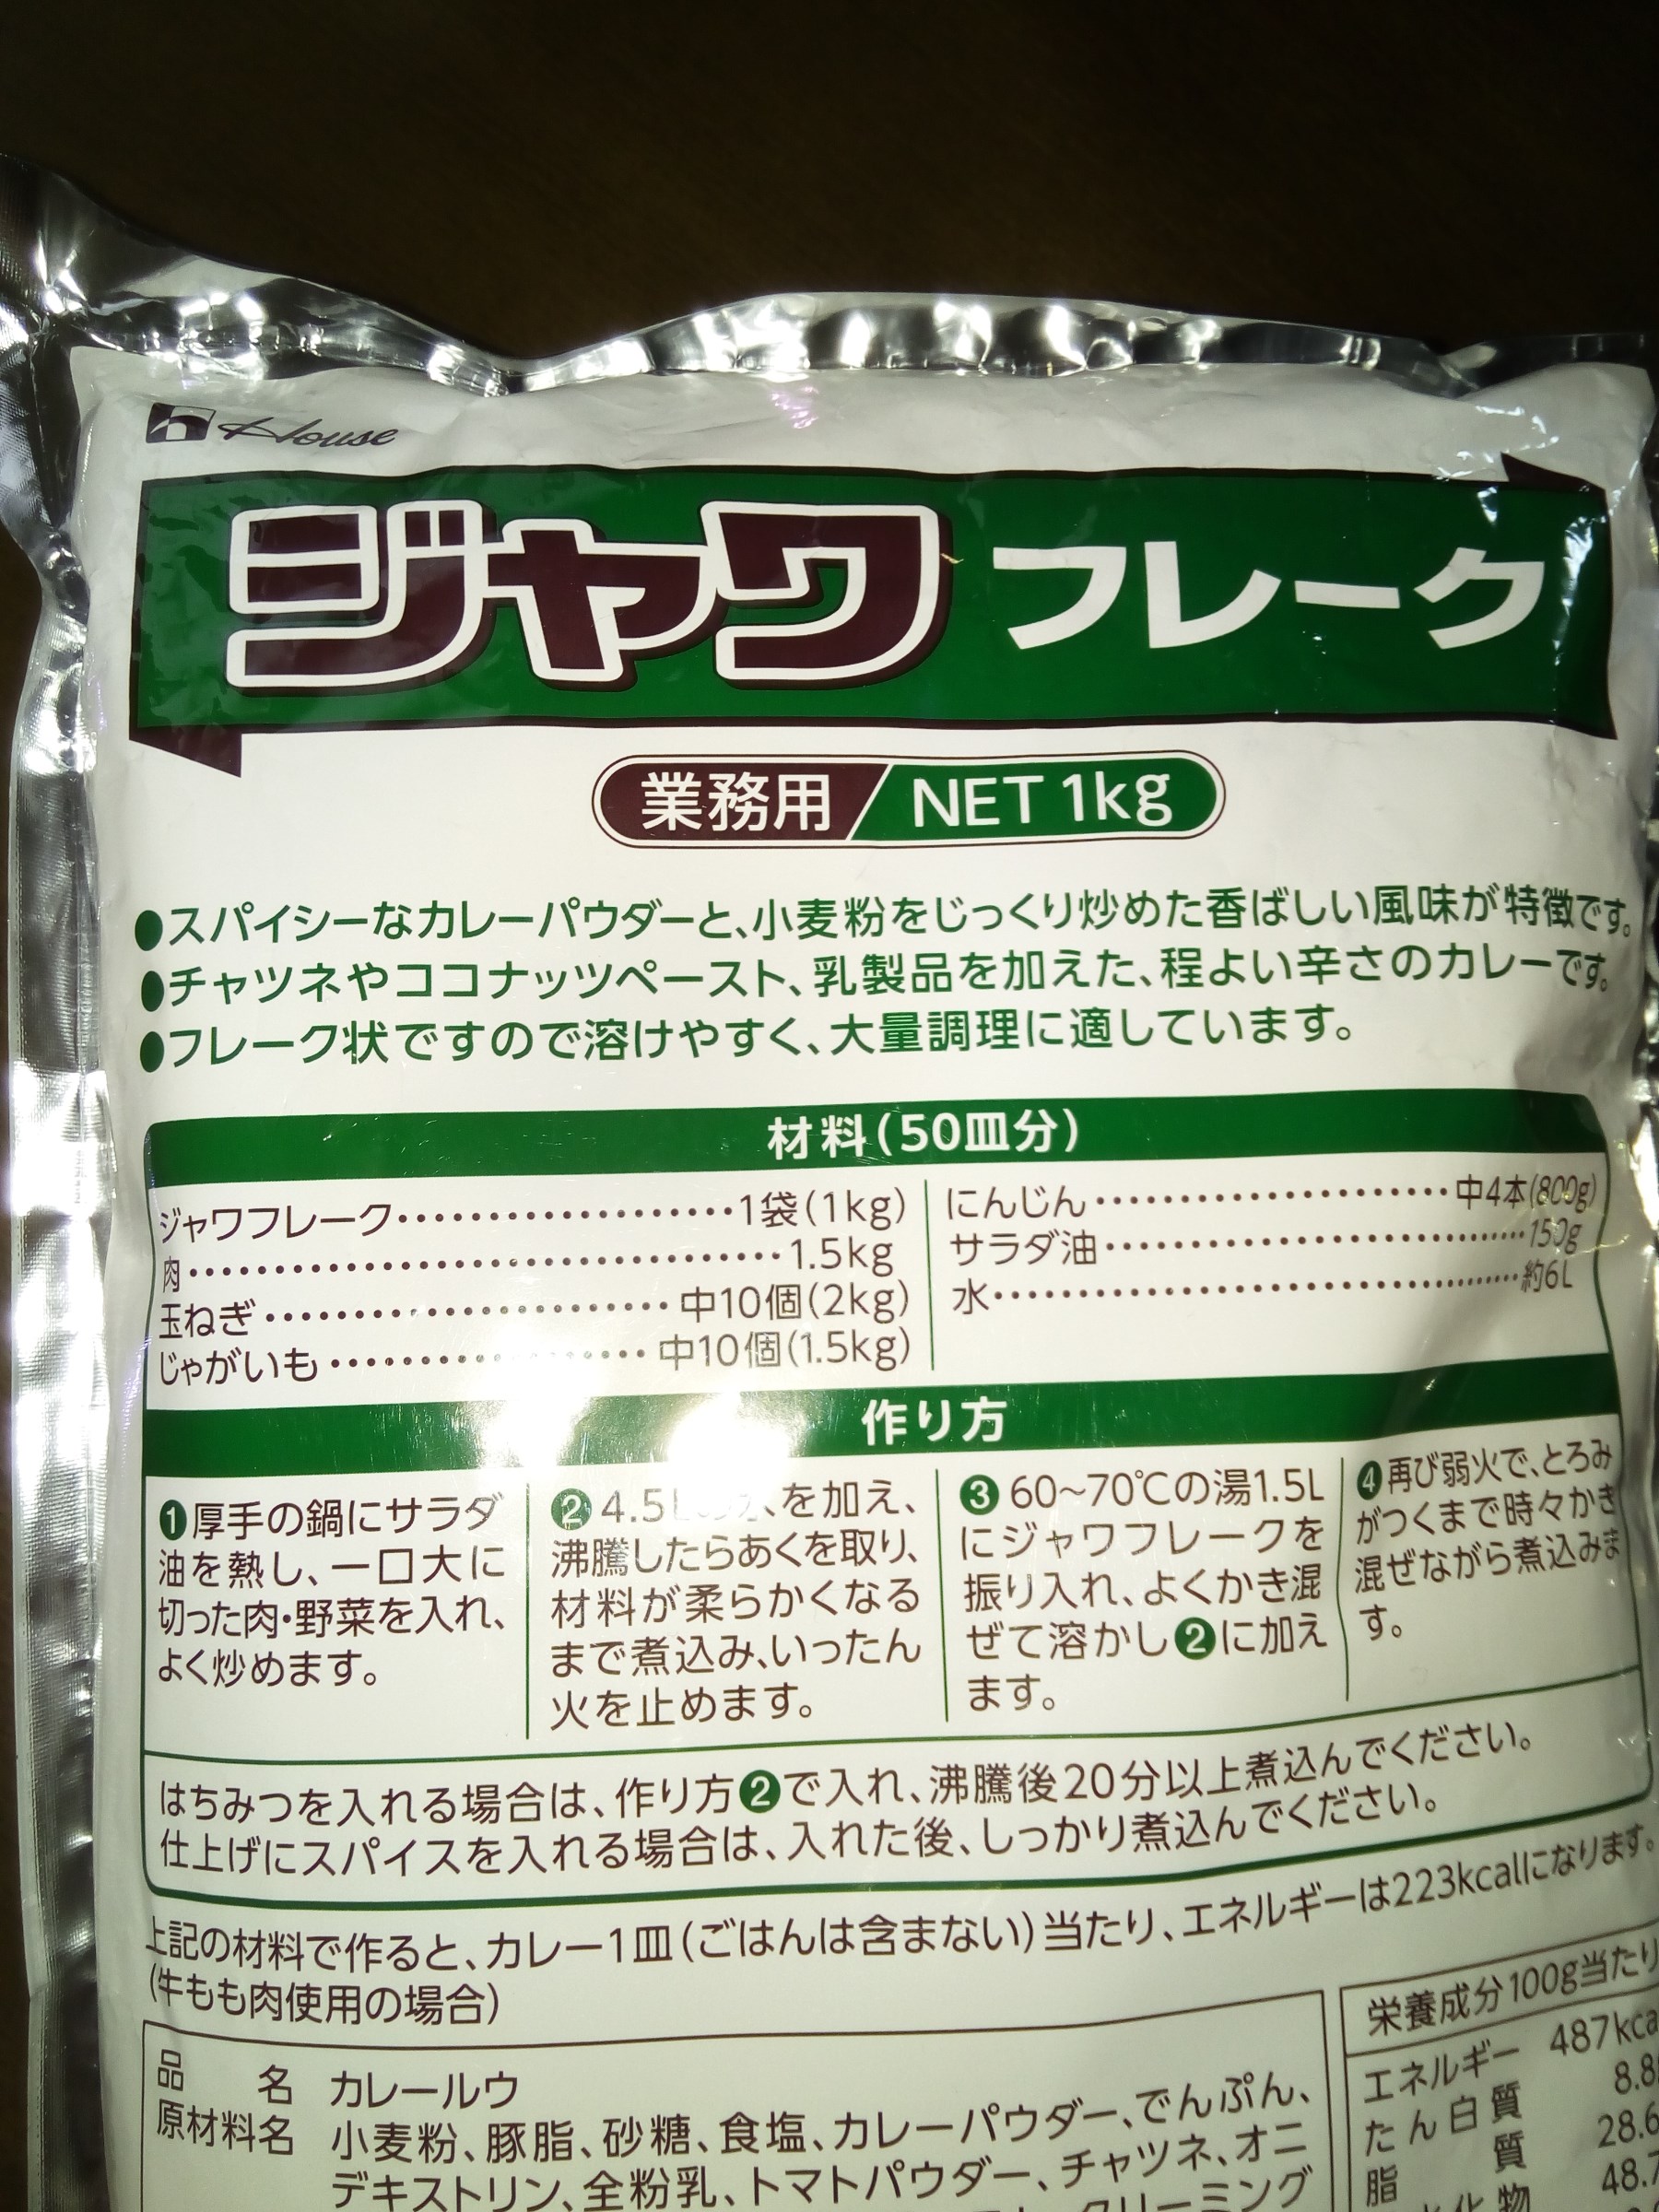 House
ジャワ フレーク
業務用 NET 1kg
●スパイシーなカレーパウダーと、小麦粉をじっくり炒めた香ばしい風味が特徴です。
●チャツネやココナッツペースト、乳製品を加えた、程よい辛さのカレーです。
●フレーク状ですので溶けやすく、大量調理に適しています。
材料(50皿分)
ジャワフレーク……………………1袋(1kg)
肉……………………1.5kg
玉ねぎ……………………中10個(2kg)
じゃがいも……………………中10個(1.5kg)
にんじん……………………中4本(800g)
サラダ油……………………150g
水……………………約6L
作り方
❶厚手の鍋にサラダ
油を熱し、一口大に
切った肉・野菜を入れ、
よく炒めます。
❷4.5 を加え、
沸騰したらあくを取り、
材料が柔らかくなる
まで煮込み、いったん
火を止めます。
❸60~70℃の湯1.5L
にジャワフレークを
振り入れ、よくかき混
ぜて溶かし❷に加え
ます。
❹再び弱火で、とろみ
がつくまで時々かき
混ぜながら煮込みま
す。
はちみつを入れる場合は、作り方❷で入れ、沸騰後20分以上煮込んでください。
仕上げにスパイスを入れる場合は、入れた後、しっかり煮込んでください。
上記の材料で作ると、カレー1皿(ごはんは含まない)当たり、エネルギーは223kcalになります。
(牛もも肉使用の場合)
品名 カレールウ
原材料名 小麦粉、豚脂、砂糖、食塩、カレーパウダー、でんぷん、
デキストリン、全粉乳、トマトパウダー、チャツネ、オニ
クリーミング
栄養成分100g当たり
エネルギー 487kca
たん白質 8.8
脂質 28.6
化物 48.7